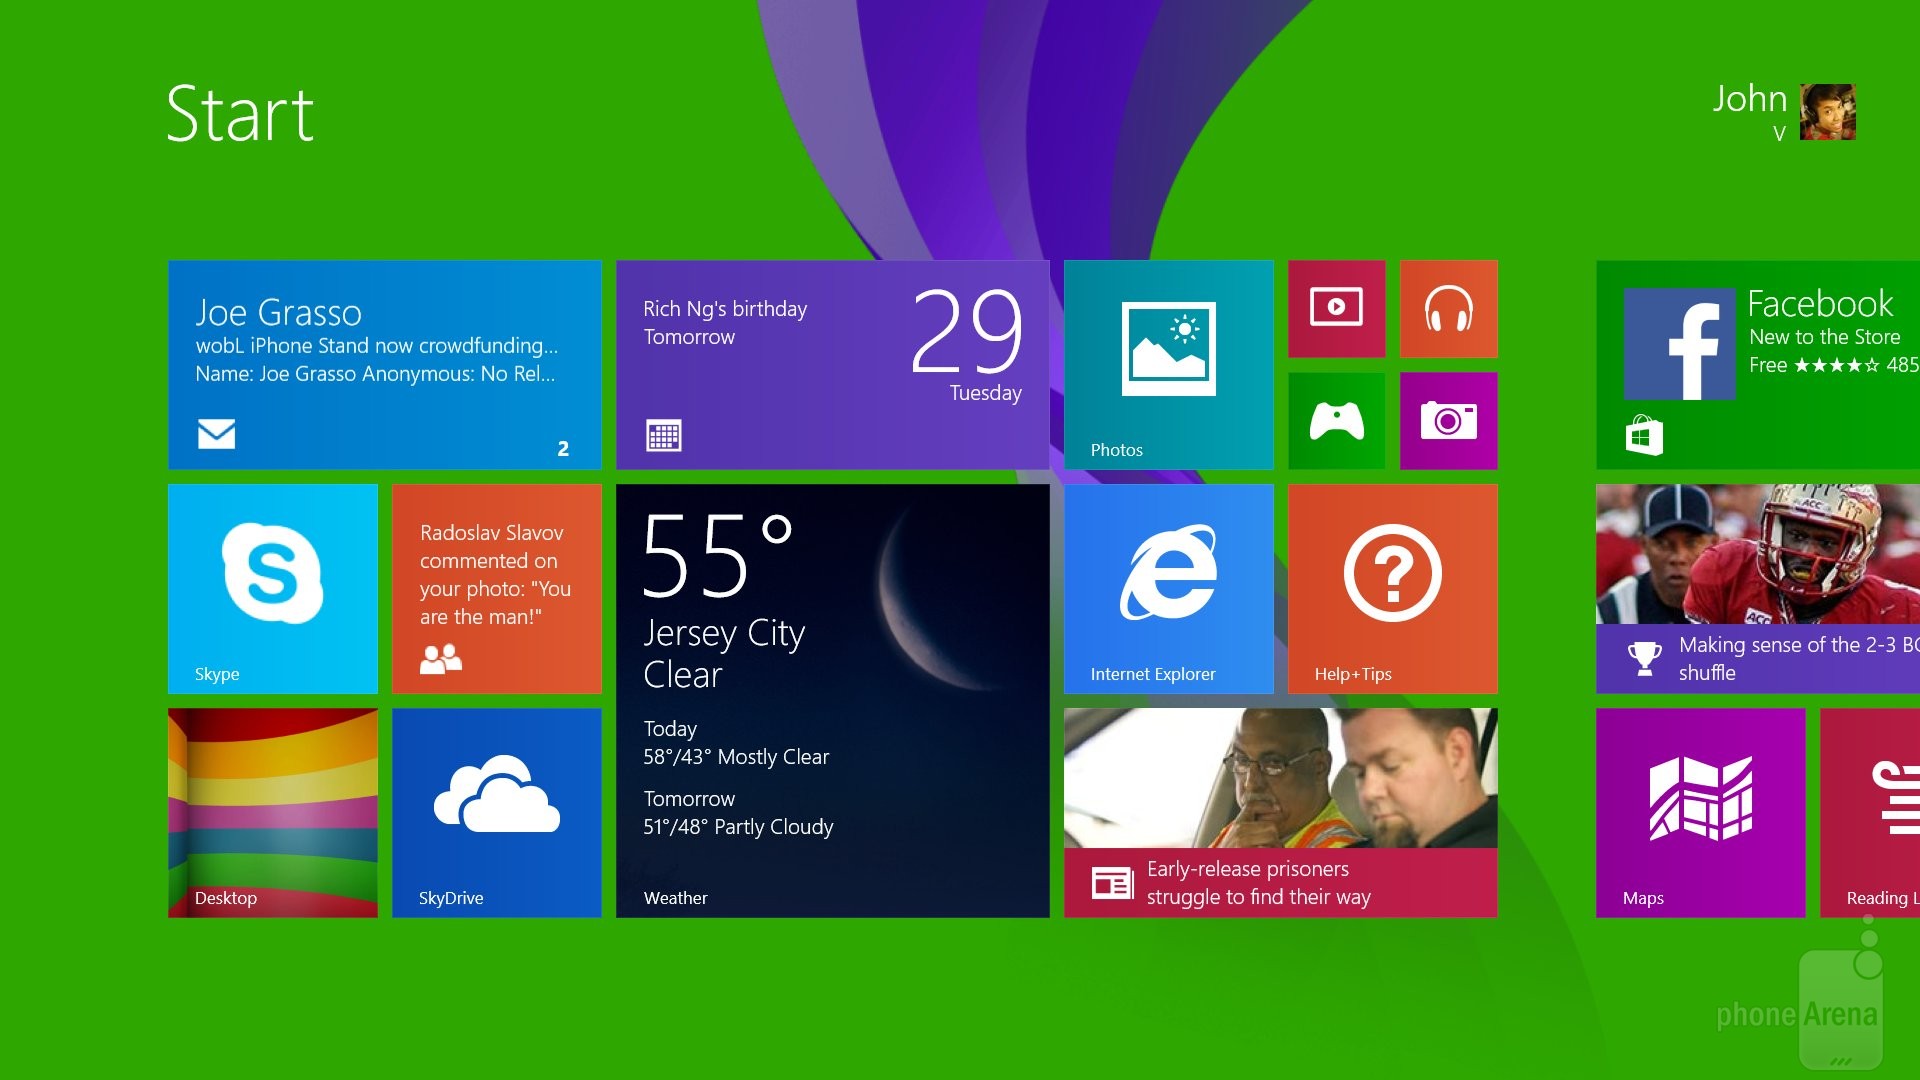 Start
John
V
Joe Grasso
wobL iPhone Stand now crowdfunding...
Name: Joe Grasso Anonymous: No Rel...
2
Rich Ng's birthday
Tomorrow
29
Tuesday
Photos
Facebook
New to the Store
Free ★★★★☆ 485
Skype
Radoslav Slavov
commented on
your photo: "You
are the man!"
55°
Jersey City
Clear
Today
58°/43° Mostly Clear
Tomorrow
51°/48° Partly Cloudy
Weather
Internet Explorer
Help+Tips
ACC
ACC
Making sense of the 2-3 BC
shuffle
Desktop
SkyDrive
Early-release prisoners
struggle to find their way
Maps
Reading L
phoneArena